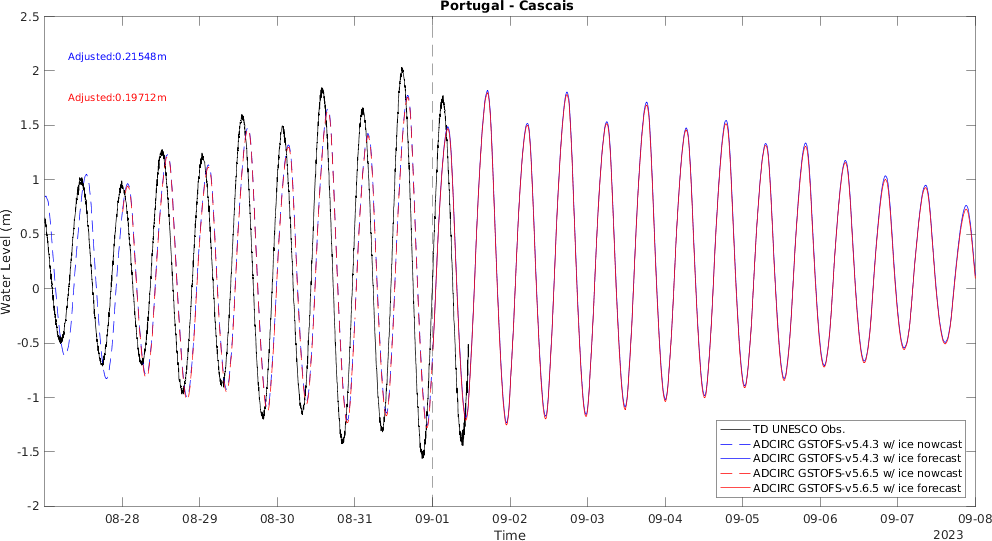 Portugal - Cascais
2.5
2
1.5
1
0.5
0
-0.5
-1
-1.5
-2
Water Level (m)
Adjusted:0.21548m
Adjusted:0.19712m
TD UNESCO Obs.
ADCIRC GSTOFS-v5.4.3 w/ ice nowcast
ADCIRC GSTOFS-v5.4.3 w/ ice forecast
ADCIRC GSTOFS-v5.6.5 w/ ice nowcast
ADCIRC GSTOFS-v5.6.5 w/ ice forecast
08-28 08-29 08-30 08-31 09-01 09-02 09-03 09-04 09-05 09-06 09-07 09-08
Time
2023